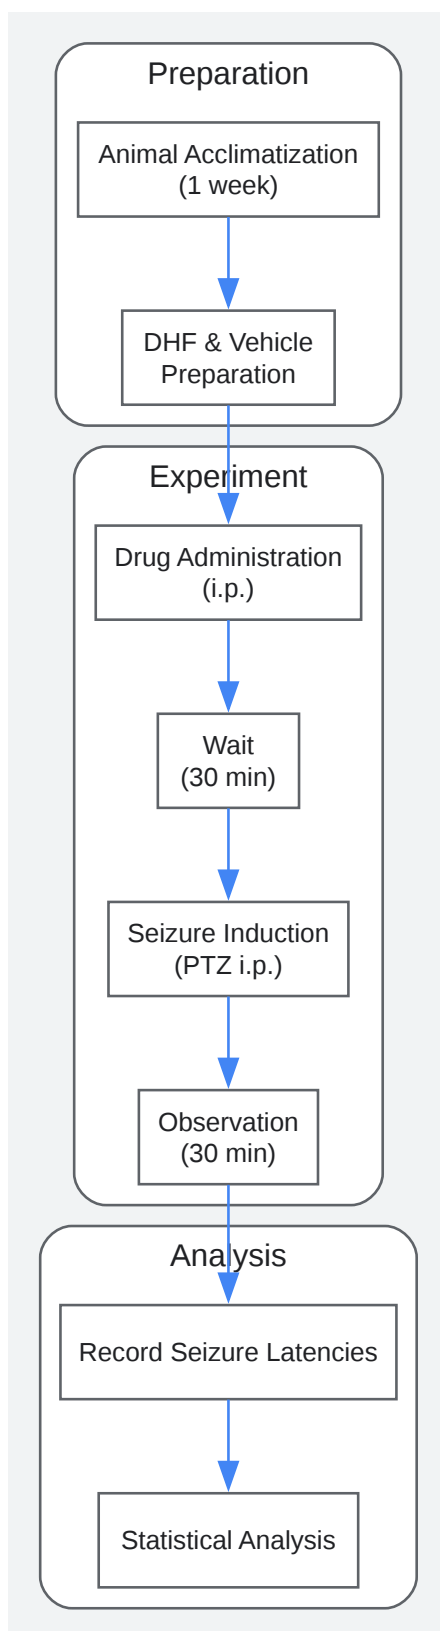 Preparation
Animal Acclimatization
(1 week)
DHF & Vehicle
Preparation
Experiment
Drug Administration
(i.p.)
Wait
(30 min)
Seizure Induction
(PTZ i.p.)
Observation
(30 min)
Analysis
Record Seizure Latencies
Statistical Analysis